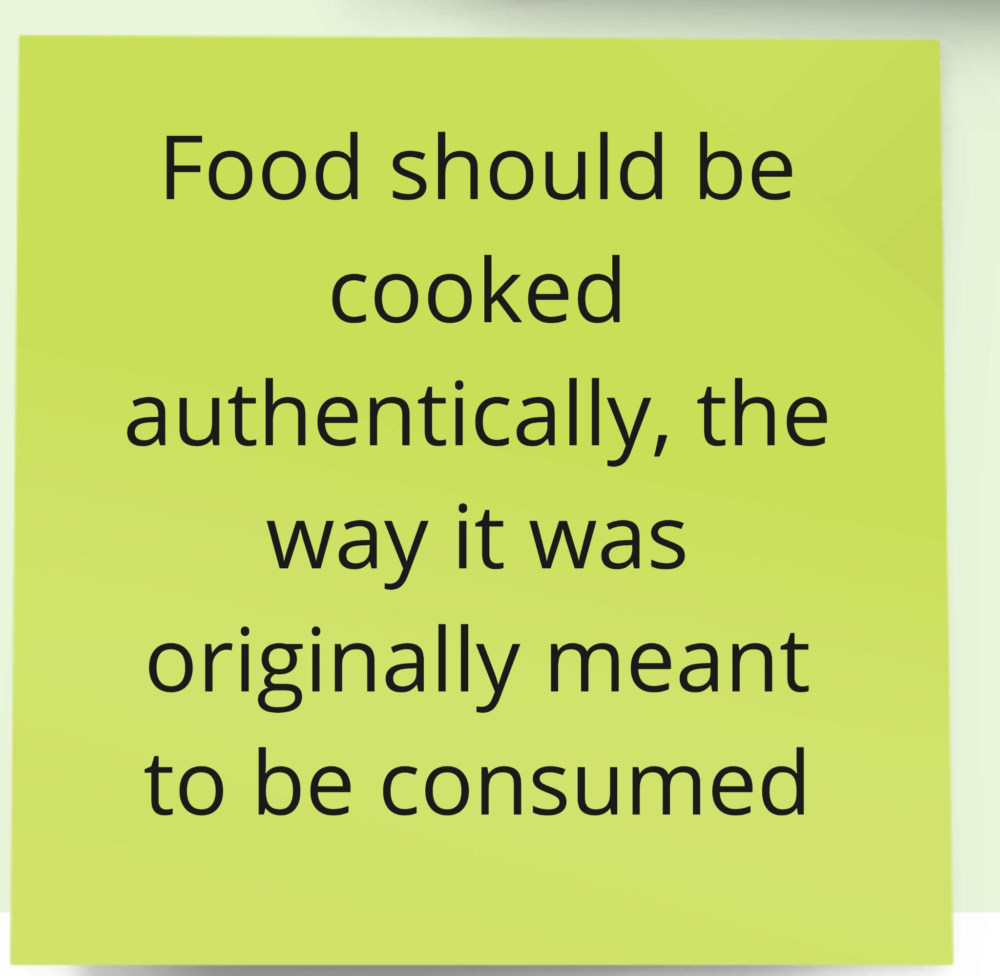 Food should be
cooked
authentically, the
way it was
originally meant
to be consumed